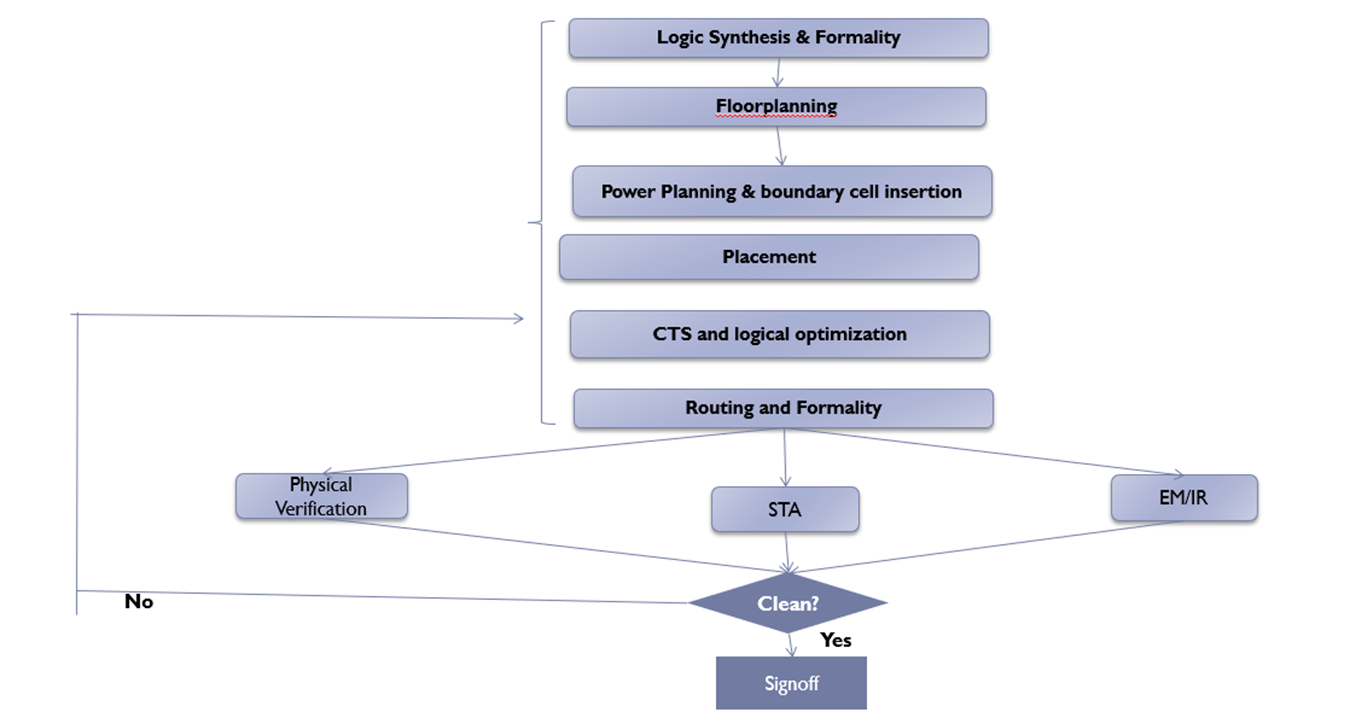 Logic Synthesis & Formality
Floorplanning
Power Planning & boundary cell insertion
Placement
CTS and logical optimization
Routing and Formality
Physical
Verification
STA
EM/IR
Clean?
No
Yes
Signoff